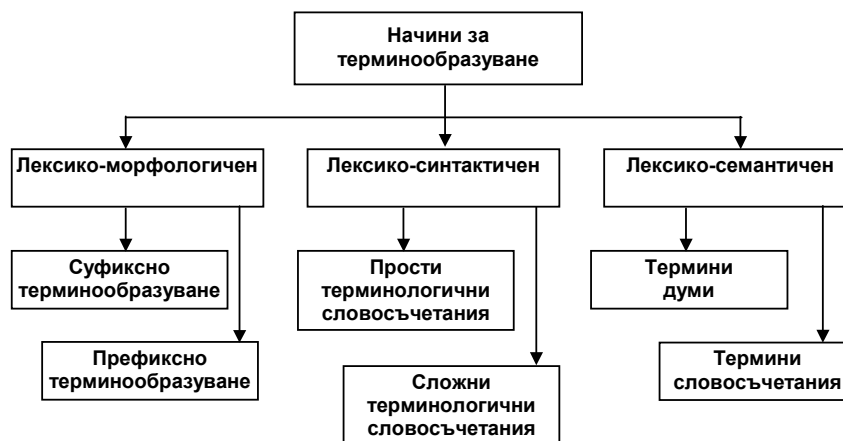 Начини за
терминообразуване
Лексико-морфологичен
Лексико-синтактичен
Лексико-семантичен
Суфиксно
терминообразуване
Прости
терминологични
словосъчетания
Термини
думи
Префиксно
терминообразуване
Сложни
терминологични
словосъчетания
Термини
словосъчетания